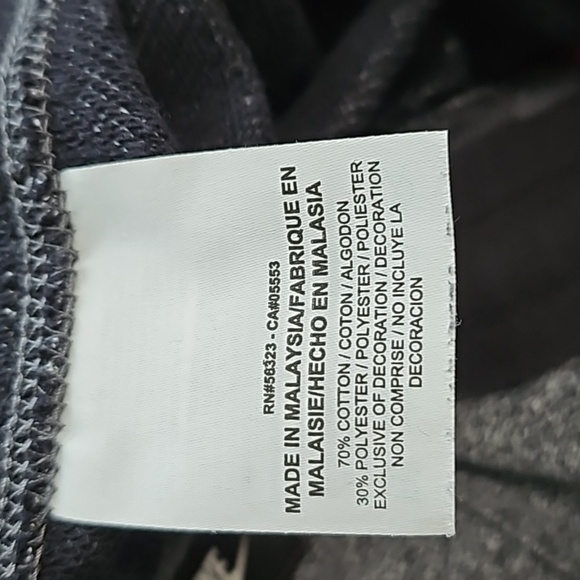 RN#56323 - CA#05553
MADE IN MALAYSIA/FABRIQUE EN
MALAISIE/HECHO EN MALASIA
70% COTTON / COTON / ALGODON
30% POLYESTER / POLYESTER / POLIESTER
EXCLUSIVE OF DECORATION / DECORATION
NON COMPRISE / NO INCLUYE LA
DECORACION